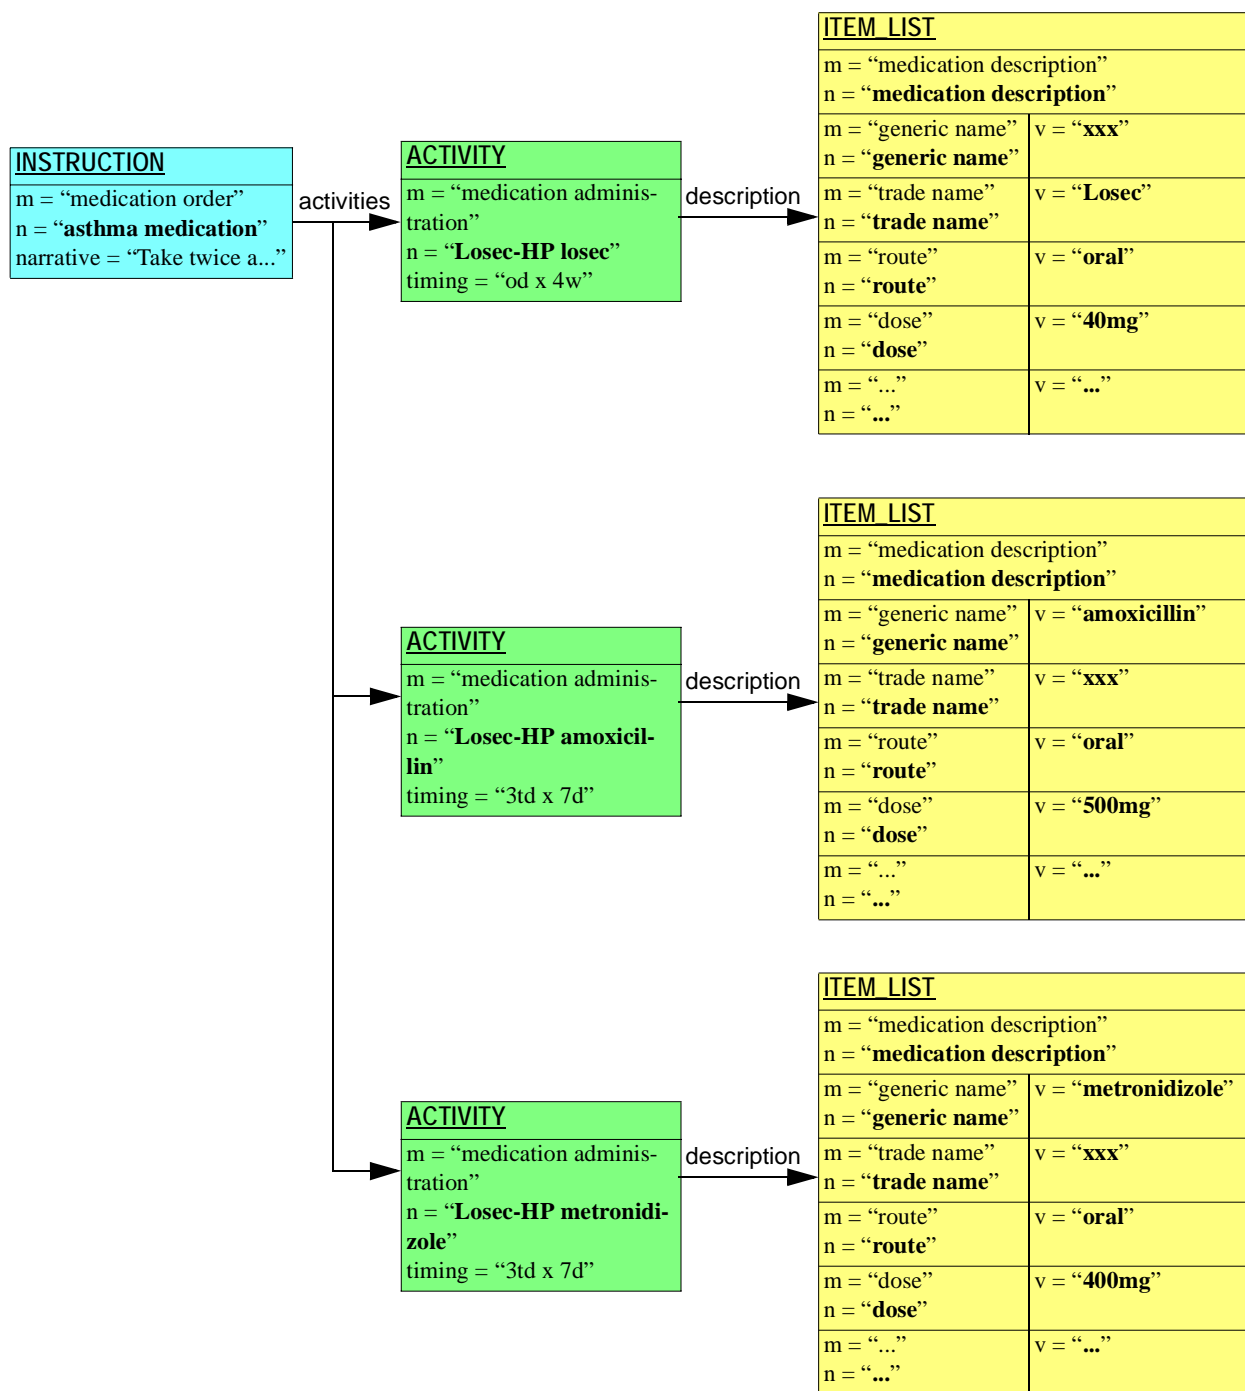 INSTRUCTION
m = “medication order”
n = “asthma medication”
narrative = “Take twice a...”
activities
ACTIVITY
m = “medication adminis-
tration”
n = “Losec-HP losec”
timing = “od x 4w”
description
ITEM_LIST
m = “medication description”
n = “medication description”
m = “generic name” v = “xxx”
n = “generic name”
m = “trade name” v = “Losec”
n = “trade name”
m = “route” v = “oral”
n = “route”
m = “dose” v = “40mg”
n = “dose”
m = “...” v = “...”
n = “...”
ACTIVITY
m = “medication adminis-
tration”
n = “Losec-HP amoxicil-
lin”
timing = “3td x 7d”
description
ITEM_LIST
m = “medication description”
n = “medication description”
m = “generic name” v = “amoxicillin”
n = “generic name”
m = “trade name” v = “xxx”
n = “trade name”
m = “route” v = “oral”
n = “route”
m = “dose” v = “500mg”
n = “dose”
m = “...” v = “...”
n = “...”
ACTIVITY
m = “medication adminis-
tration”
n = “Losec-HP metronidi-
zole”
timing = “3td x 7d”
description
ITEM_LIST
m = “medication description”
n = “medication description”
m = “generic name” v = “metronidizole”
n = “generic name”
m = “trade name” v = “xxx”
n = “trade name”
m = “route” v = “oral”
n = “route”
m = “dose” v = “400mg”
n = “dose”
m = “...” v = “...”
n = “...”